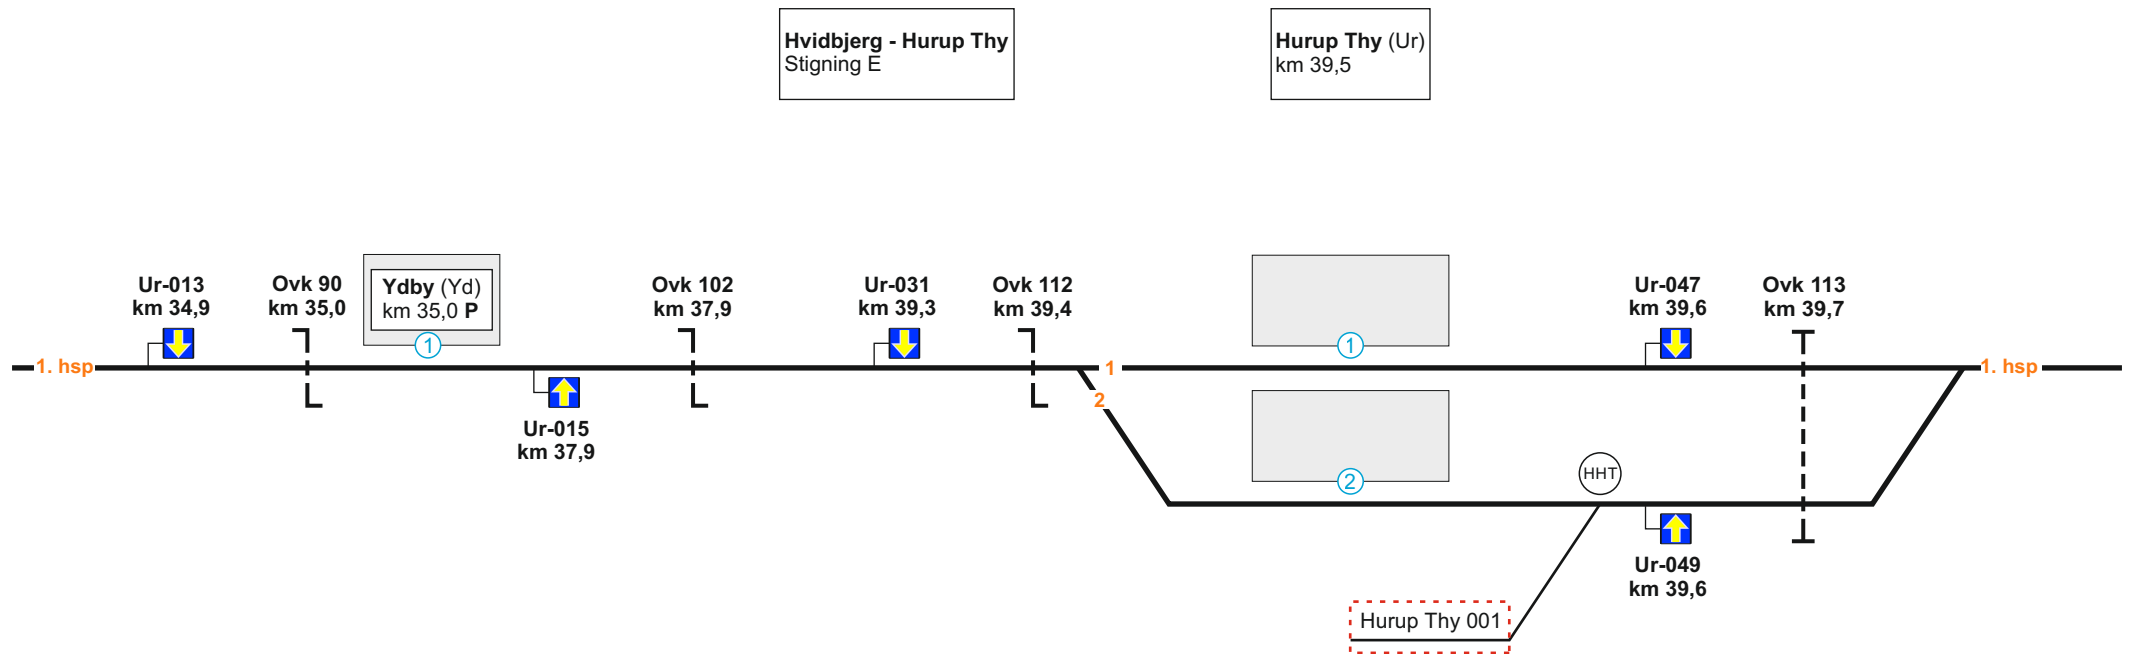 Hvidbjerg - Hurup Thy
Stigning E
Hurup Thy (Ur)
km 39,5
Ur-013
km 34,9
Ovk 90
km 35,0
Ydby (Yd)
km 35,0 P
1
Ovk 102
km 37,9
Ur-031
km 39,3
Ovk 112
km 39,4
1
Ur-047
km 39,6
Ovk 113
km 39,7
1. hsp
1
1. hsp
2
Ur-015
km 37,9
2
HHT
Ur-049
km 39,6
Hurup Thy 001